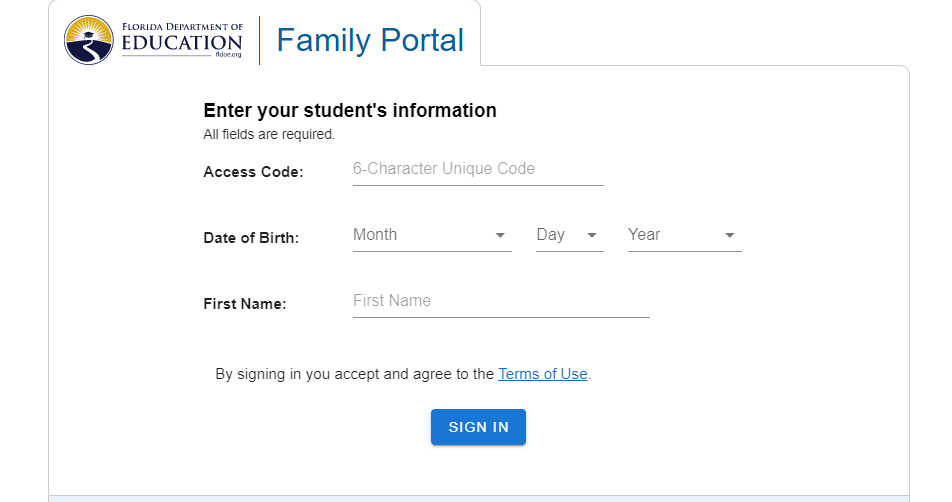 FLORIDA DEPARTMENT OF
EDUCATION
fldoe.org
Family Portal
Enter your student's information
All fields are required.
Access Code: 6-Character Unique Code
Date of Birth: Month Day Year
First Name: First Name
By signing in you accept and agree to the Terms of Use.
SIGN IN